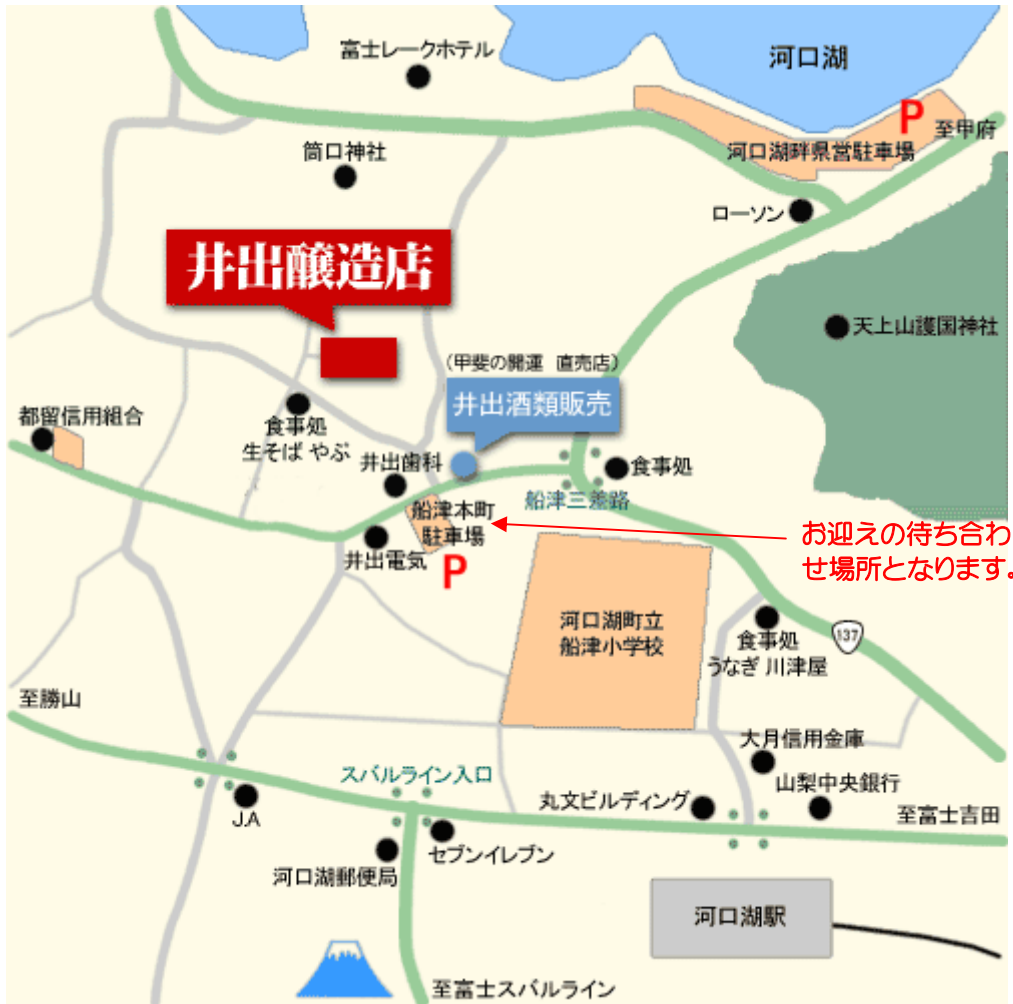 河口湖
富士レークホテル
P
至甲府
河口湖畔県営駐車場
筒口神社
ローソン
井出醸造店
天上山護国神社
(甲斐の開運 直売店)
井出酒類販売
都留信用組合
食事処
生そば やぶ
井出歯科
食事処
船津三差路
船津本町
駐車場
お迎えの待ち合わ
せ場所となります。
井出電気
P
河口湖町立
船津小学校
137
食事処
うなぎ 川津屋
至勝山
大月信用金庫
スバルライン入口
山梨中央銀行
丸文ビルディング
J.A
至富士吉田
セブンイレブン
河口湖郵便局
河口湖駅
至富士スバルライン